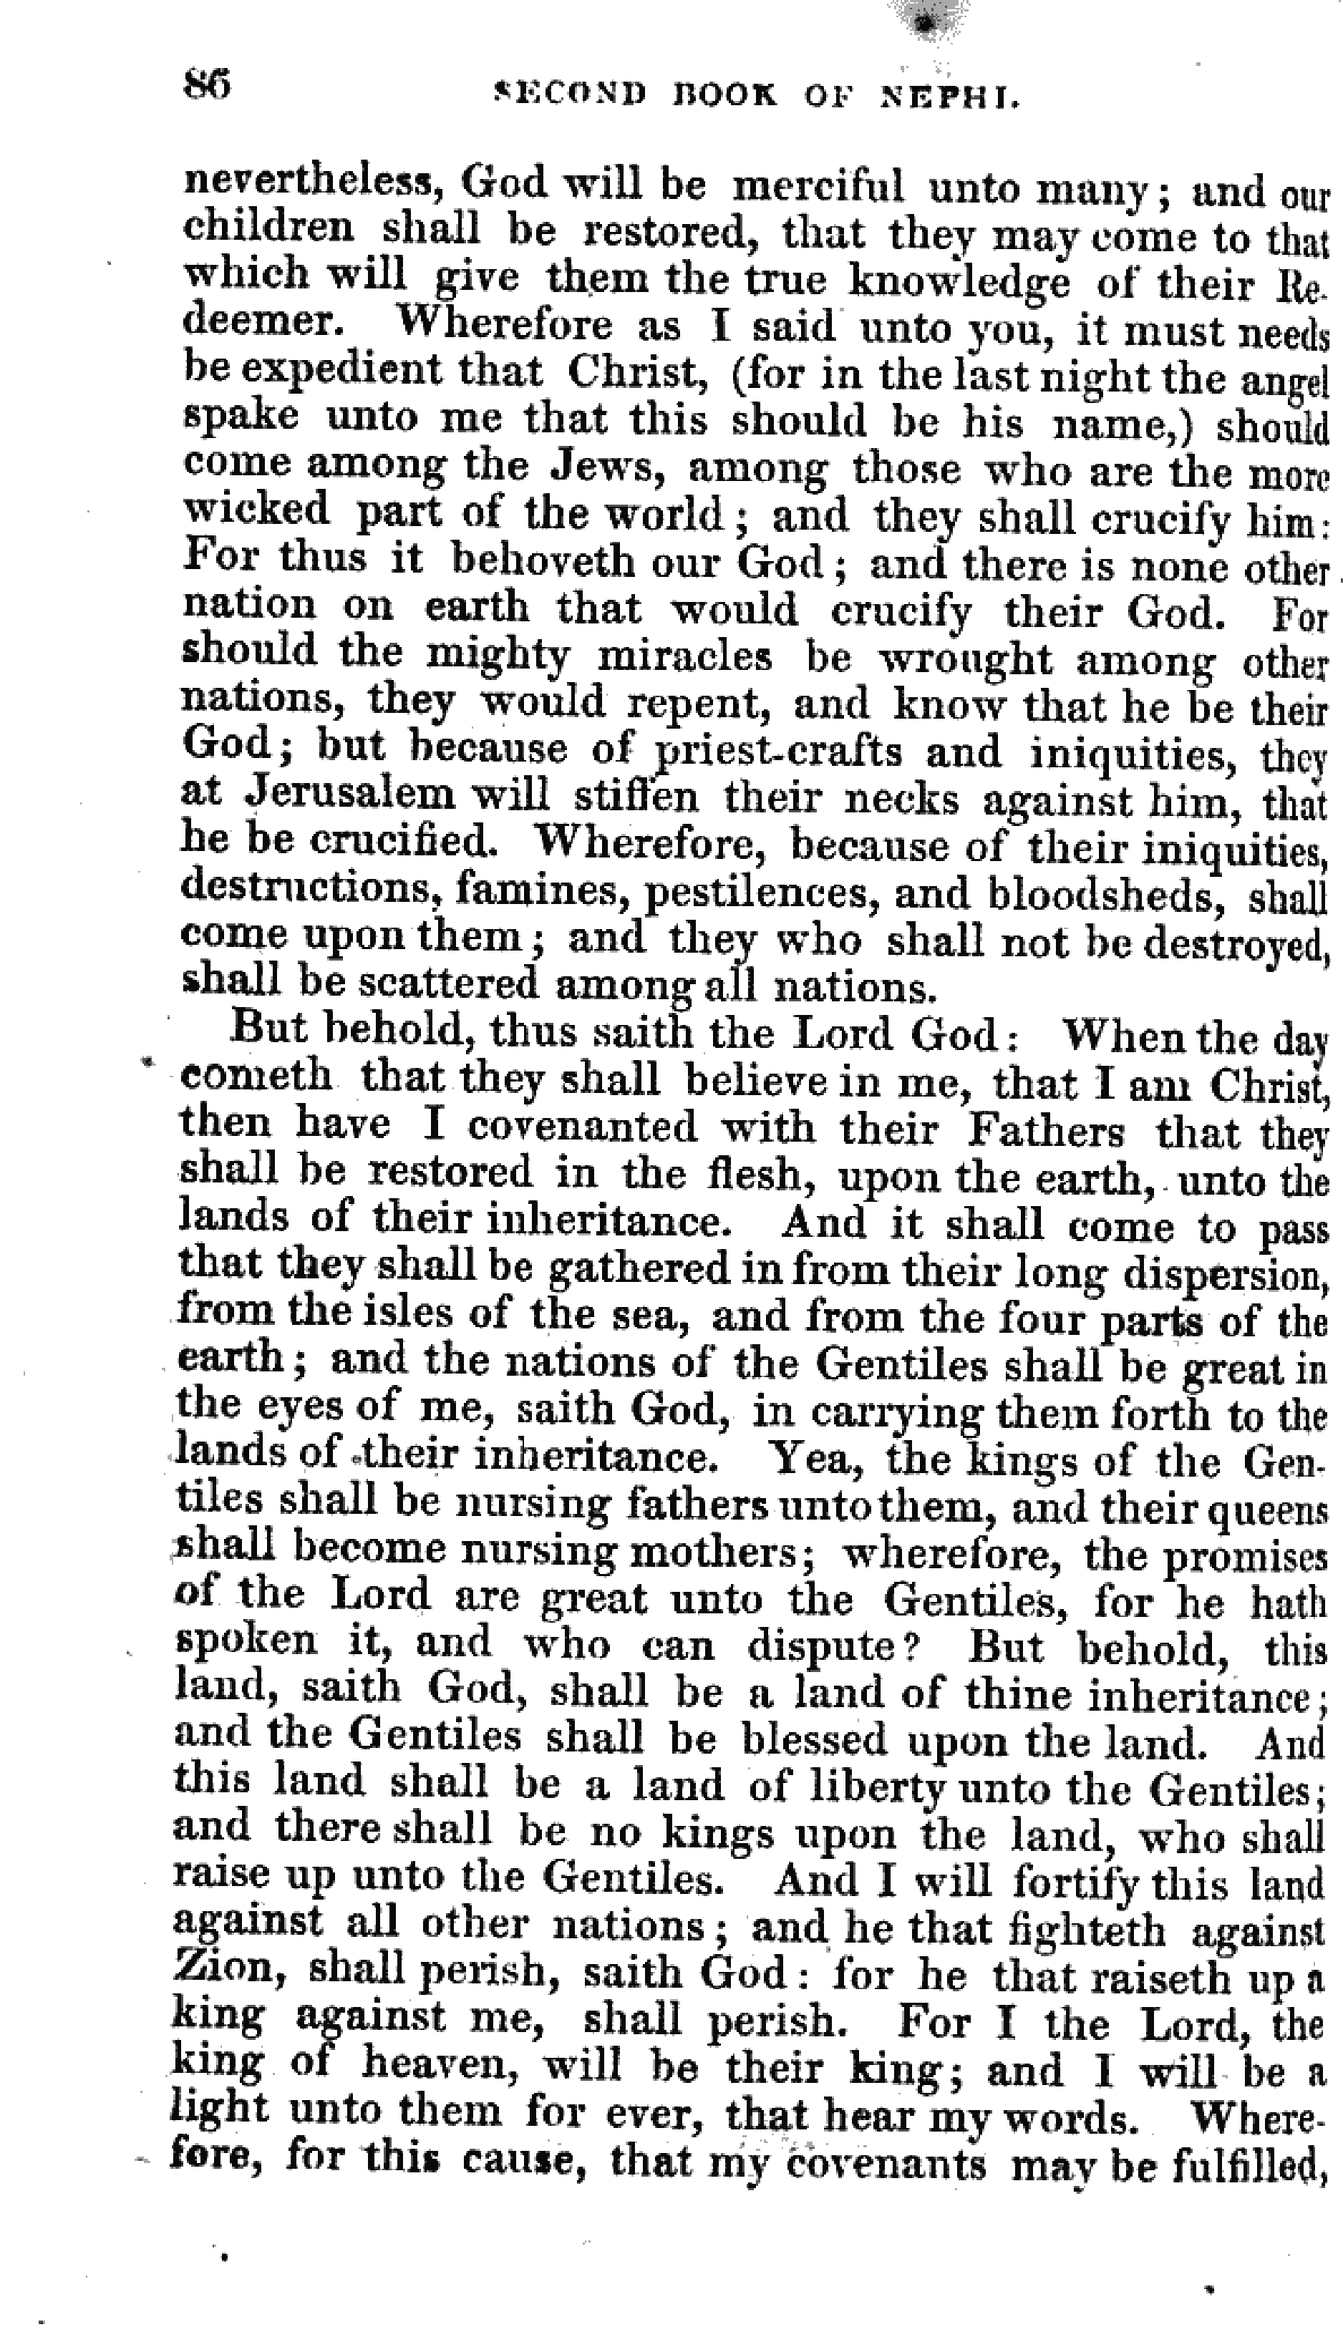 86 SECOND BOOK OF NEPHI.
nevertheless, God will be merciful unto many; and our
children shall be restored, that they may come to that
which will give them the true knowledge of their Re-
deemer. Wherefore as I said unto you, it must needs
be expedient that Christ, (for in the last night the angel
spake unto me that this should be his name,) should
come among the Jews, among those who are the more
wicked part of the world; and they shall crucify him:
For thus it behoveth our God; and there is none other
nation on earth that would crucify their God. For
should the mighty miracles be wrought among other
nations, they would repent, and know that he be their
God; but because of priest-crafts and iniquities, they
at Jerusalem will stiffen their necks against him, that
he be crucified. Wherefore, because of their iniquities,
destructions, famines, pestilences, and bloodsheds, shall
come upon them; and they who shall not be destroyed,
shall be scattered among all nations.
But behold, thus saith the Lord God: When the day
cometh that they shall believe in me, that I am Christ,
then have I covenanted with their Fathers that they
shall be restored in the flesh, upon the earth, unto the
lands of their inheritance. And it shall come to pass
that they shall be gathered in from their long dispersion,
from the isles of the sea, and from the four parts of the
earth; and the nations of the Gentiles shall be great in
the eyes of me, saith God, in carrying them forth to the
lands of their inheritance. Yea, the kings of the Gen-
tiles shall be nursing fathers unto them, and their queens
shall become nursing mothers; wherefore, the promises
of the Lord are great unto the Gentiles, for he hath
spoken it, and who can dispute? But behold, this
land, saith God, shall be a land of thine inheritance;
and the Gentiles shall be blessed upon the land. And
this land shall be a land of liberty unto the Gentiles;
and there shall be no kings upon the land, who shall
raise up unto the Gentiles. And I will fortify this land
against all other nations; and he that fighteth against
Zion, shall perish, saith God: for he that raiseth up a
king against me, shall perish. For I the Lord, the
king of heaven, will be their king; and I will be a
light unto them for ever, that hear my words. Where-
fore, for this cause, that my covenants may be fulfilled,